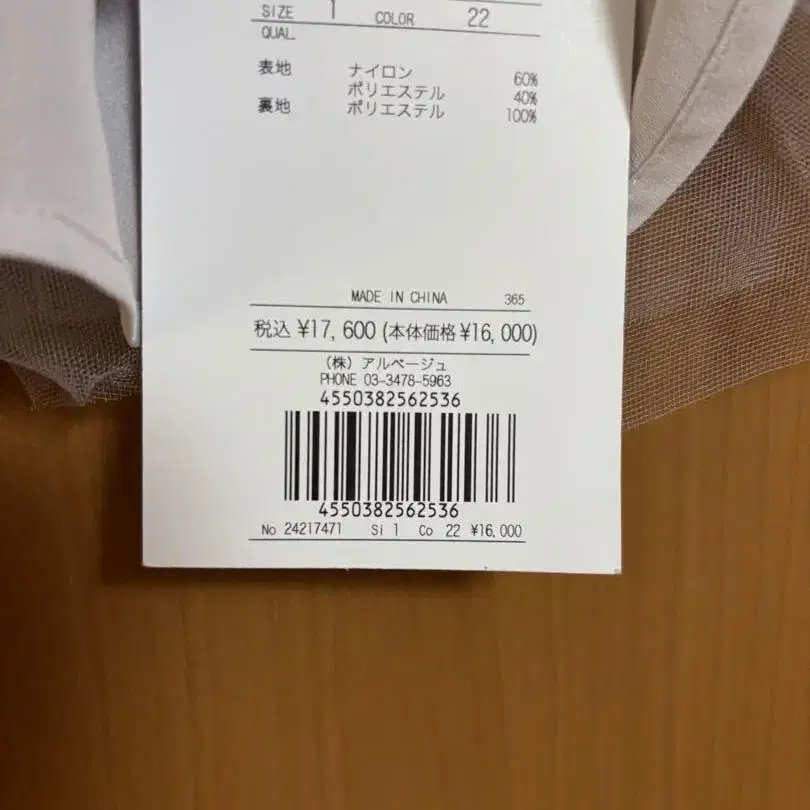 SIZE 1 COLOR 22
QUAL
表地 ナイロン 60%
ポリエステル 40%
裏地 ポリエステル 100%
MADE IN CHINA 365
税込 ¥17,600 (本体価格 ¥16,000)
(株) アルページュ
PHONE 03-3478-5963
4550382562536
4550382562536
No 24217471 Si 1 Co 22 ¥16,000